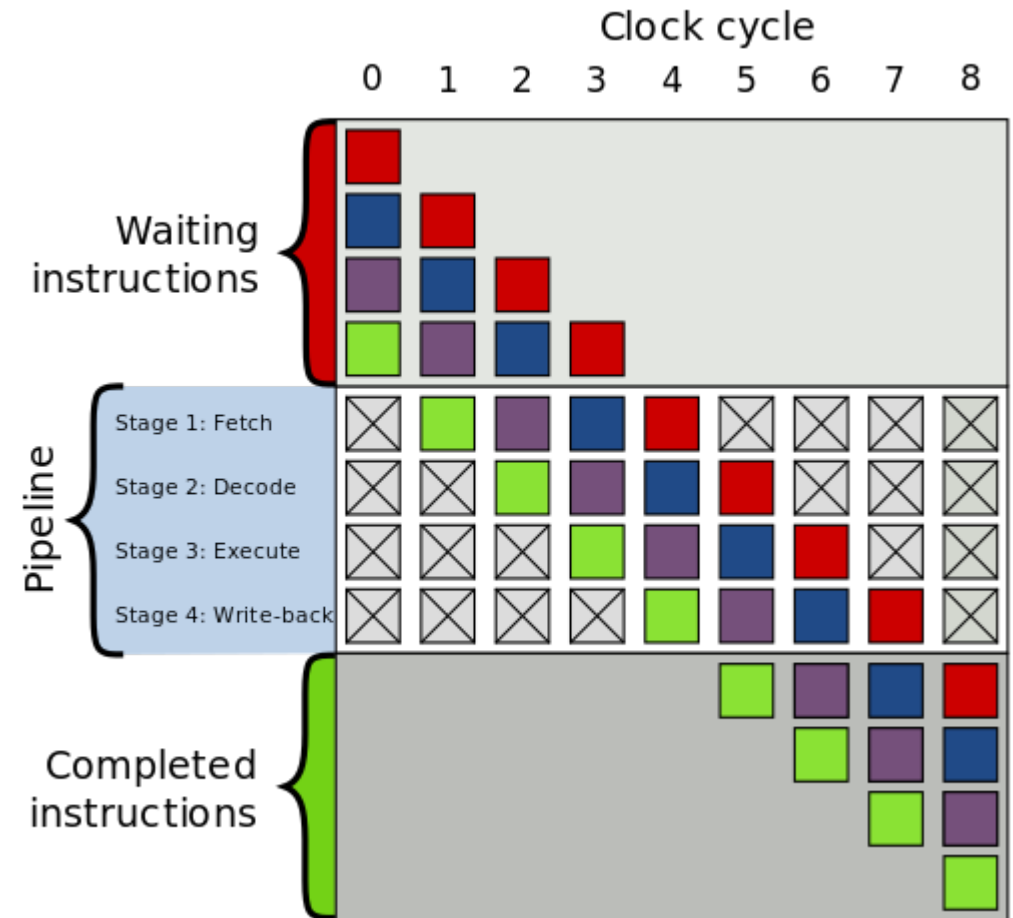 Clock cycle
0 1 2 3 4 5 6 7 8
Waiting
instructions
Pipeline
Stage 1: Fetch
Stage 2: Decode
Stage 3: Execute
Stage 4: Write-back
Completed
instructions